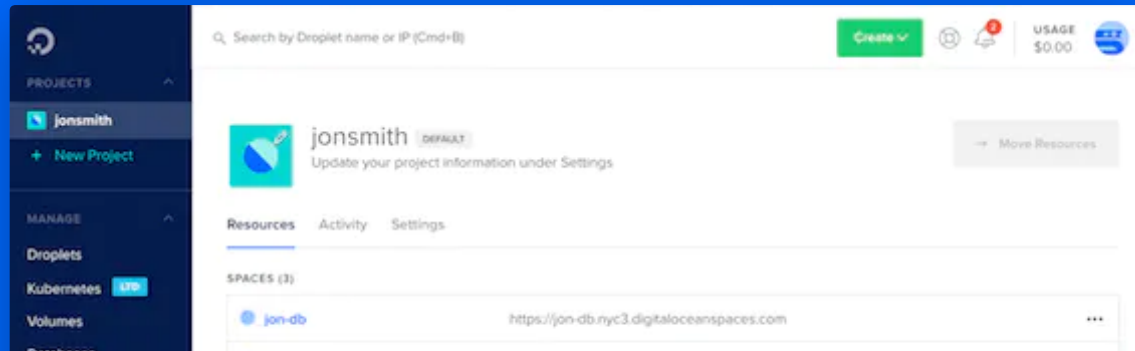 Search by Droplet name or IP (Cmd+B)
Create
2
USAGE
$0.00
PROJECTS
jonsmith
+ New Project
MANAGE
Droplets
Kubernetes LTD
Volumes
jonsmith DEFAULT
Update your project information under Settings
→ Move Resources
Resources Activity Settings
SPACES (3)
jon-db https://jon-db.nyc3.digitaloceanspaces.com ...